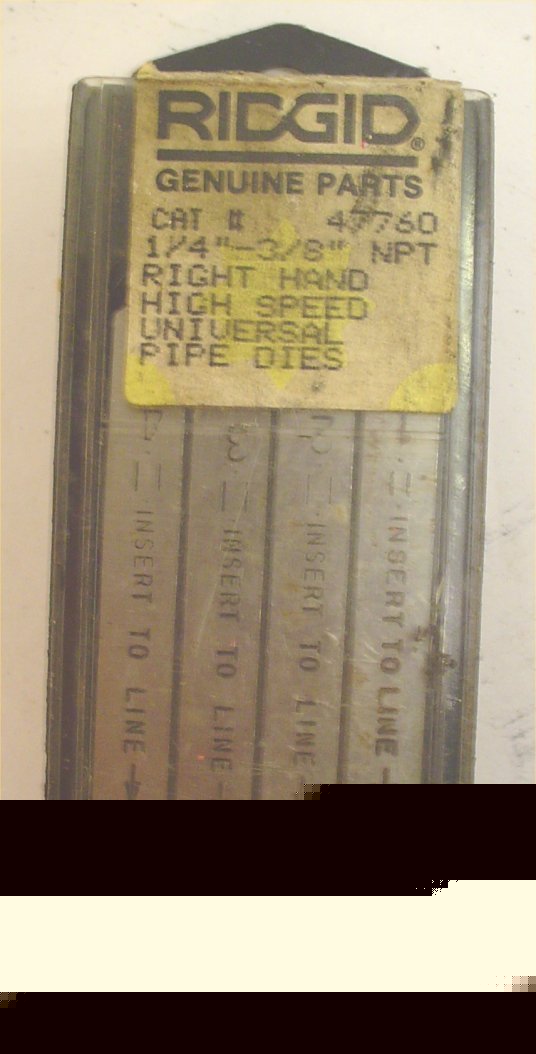 RIDGID®
GENUINE PARTS
CAT # 47760
1/4"-3/8" NPT
RIGHT HAND
HIGH SPEED
UNIVERSAL
PIPE DIES
INSERT TO LINE
INSERT TO LINE
INSERT TO LINE
INSERT TO LINE